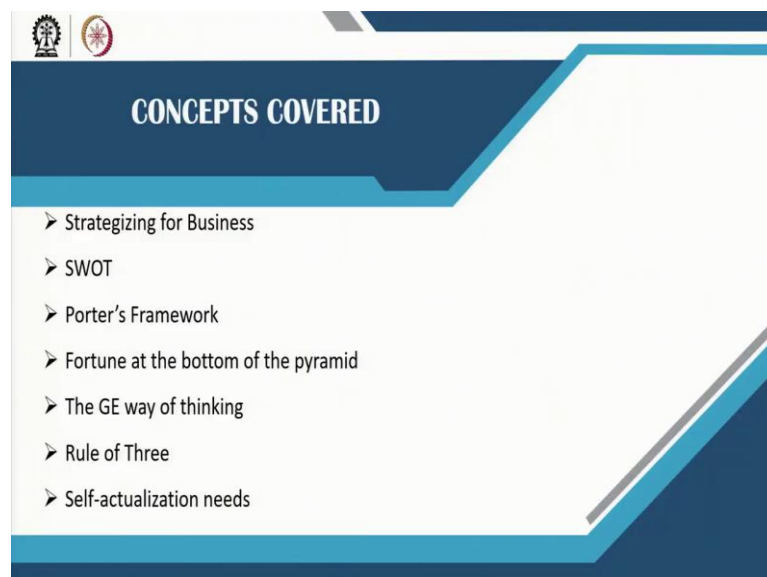 CONCEPTS COVERED
➤ Strategizing for Business
➤ SWOT
➤ Porter's Framework
➤ Fortune at the bottom of the pyramid
➤ The GE way of thinking
➤ Rule of Three
➤ Self-actualization needs